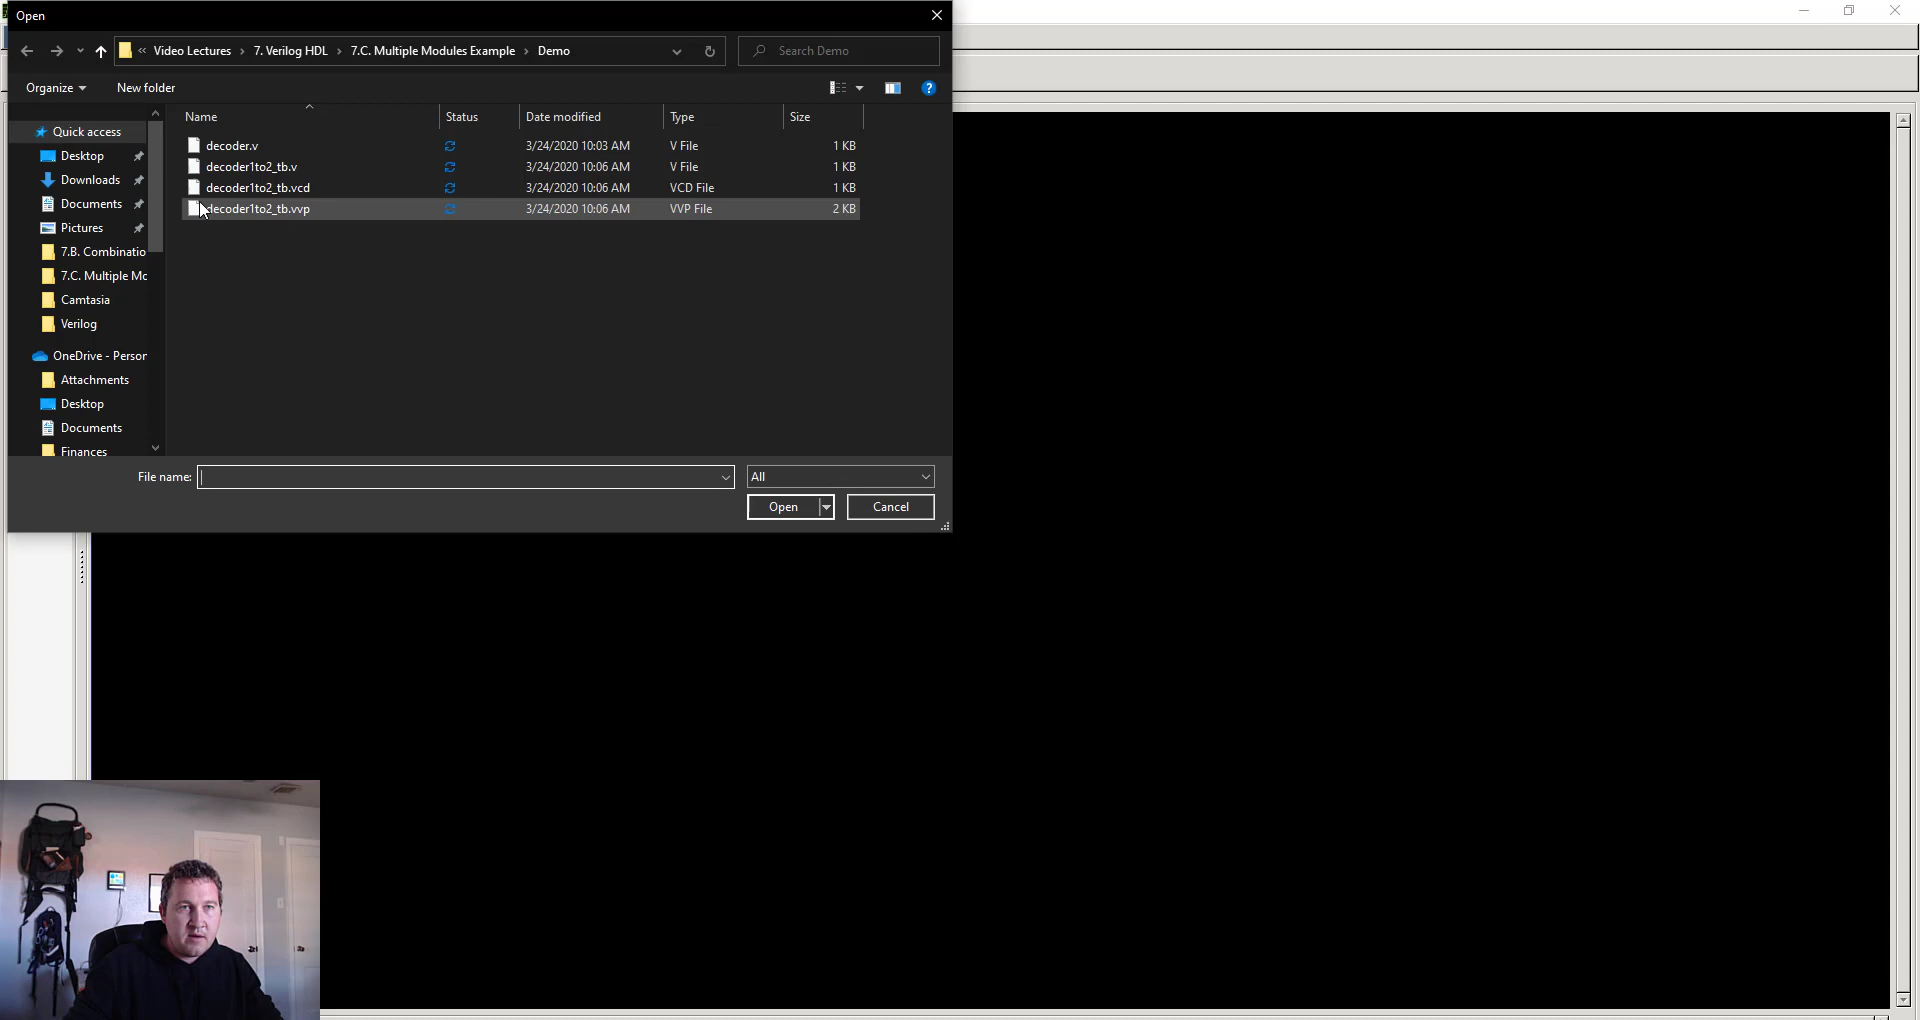 Open
« Video Lectures › 7. Verilog HDL › 7.C. Multiple Modules Example › Demo
Search Demo
Organize
New folder
Name Status Date modified Type Size
decoder.v 3/24/2020 10:03 AM V File 1 KB
decoder1to2_tb.v 3/24/2020 10:06 AM V File 1 KB
decoder1to2_tb.vcd 3/24/2020 10:06 AM VCD File 1 KB
decoder1to2_tb.vvp 3/24/2020 10:06 AM VVP File 2 KB
Quick access
Desktop
Downloads
Documents
Pictures
7.B. Combinatio
7.C. Multiple Mo
Camtasia
Verilog
OneDrive - Person
Attachments
Desktop
Documents
Finances
File name:
All
Open
Cancel